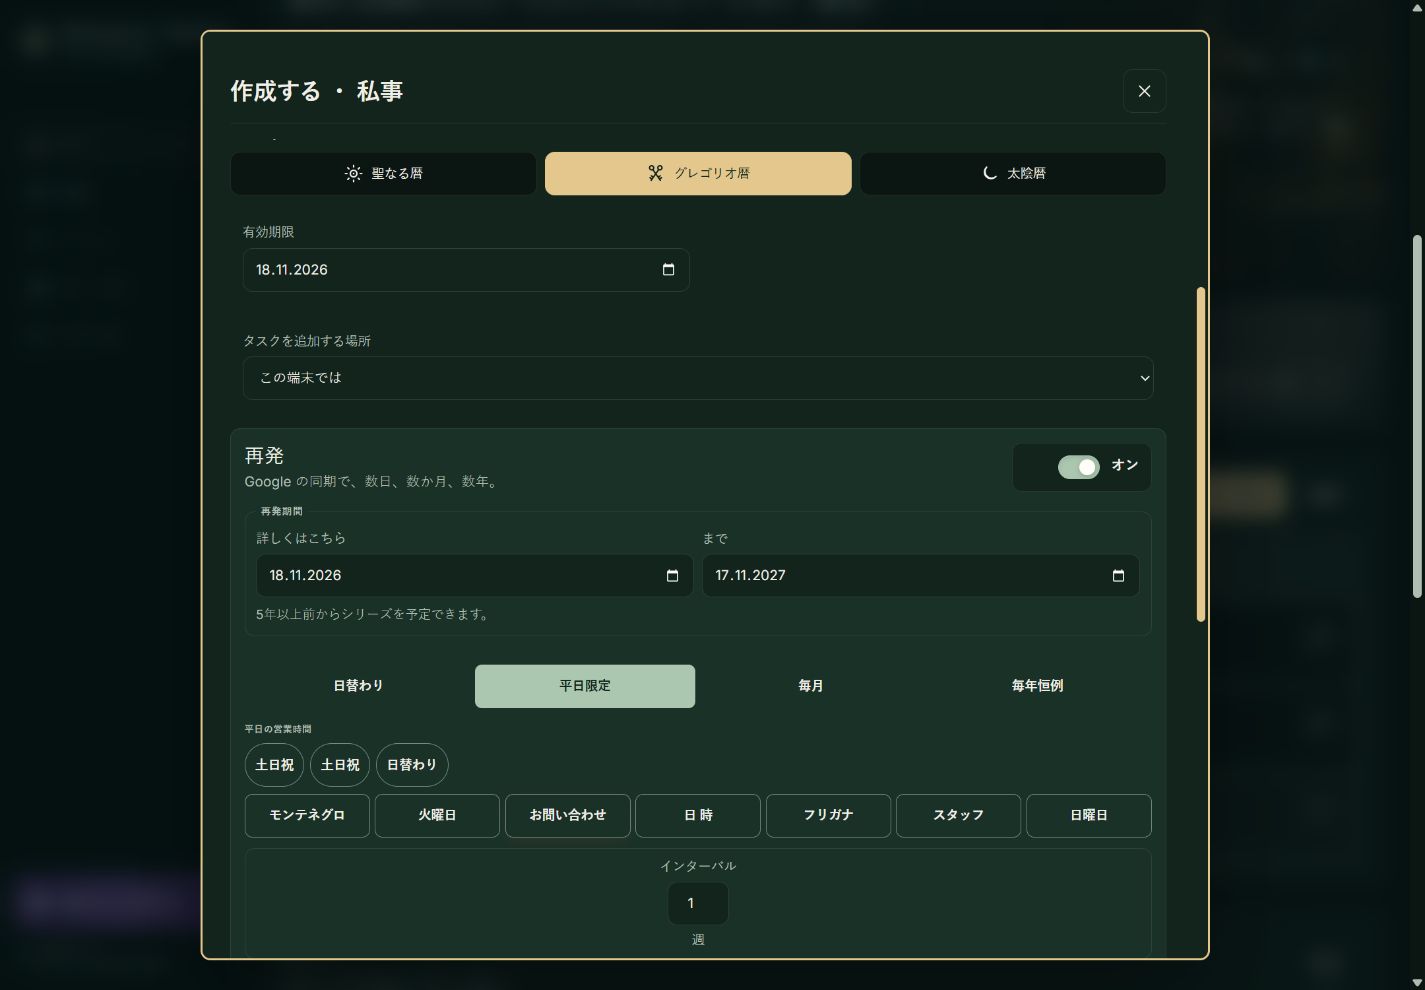 作成する ・ 私事
聖なる暦
グレゴリオ暦
太陰暦
有効期限
18.11.2026
タスクを追加する場所
この端末では
再発
オン
Google の同期で、数日、数か月、数年。
再発期間
詳しくはこちら
まで
18.11.2026
17.11.2027
5年以上前からシリーズを予定できます。
日替わり
平日限定
毎月
毎年恒例
平日の営業時間
土日祝
土日祝
日替わり
モンテネグロ
火曜日
お問い合わせ
日 時
フリガナ
スタッフ
日曜日
インターバル
1
週